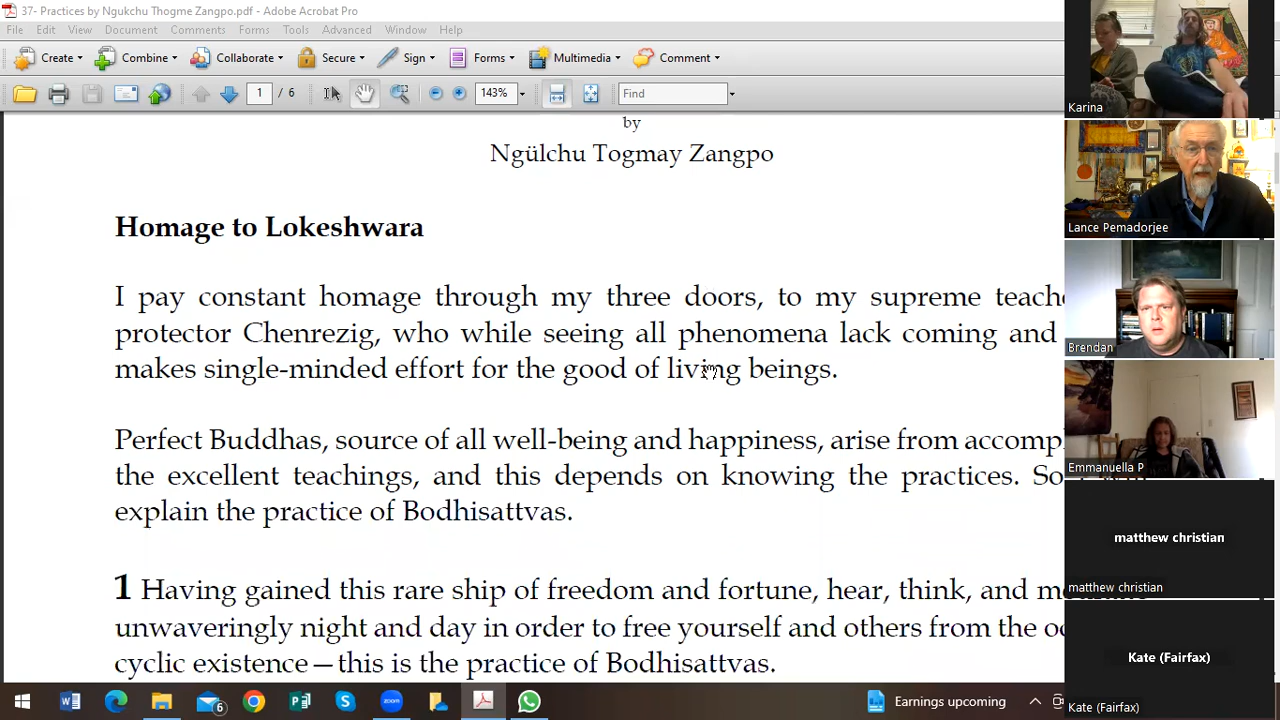 37- Practices by Ngukchu Thogme Zangpo.pdf - Adobe Acrobat Pro
File Edit View Document Comments Forms Tools Advanced Window Help
Create Combine Collaborate Secure Sign Forms Multimedia Comment
1 / 6 143% Find
by
Ngülchu Togmay Zangpo
Homage to Lokeshwara
I pay constant homage through my three doors, to my supreme
protector Chenrezig, who while seeing all phenomena lack coming and
makes single-minded effort for the good of living beings.
Perfect Buddhas, source of all well-being and happiness, arise from
the excellent teachings, and this depends on knowing the practices. So
explain the practice of Bodhisattvas.
1 Having gained this rare ship of freedom and fortune, hear, think, and
unwaveringly night and day in order to free yourself and others from the
cyclic existence—this is the practice of Bodhisattvas.
Karina
Lance Pemadorjee
Brendan
Emmanuella P
matthew christian
matthew christian
Kate (Fairfax)
Kate (Fairfax)
6 zoom Earnings upcoming